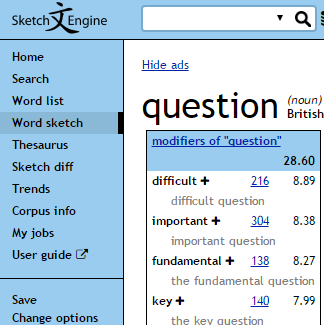 Sketch 文 Engine
Home
Search
Word list
Word sketch
Thesaurus
Sketch diff
Trends
Corpus info
My jobs
User guide
Save
Change options
Hide ads
question (noun)
British
modifiers of "question"
28.60
difficult + 216 8.89
difficult question
important + 304 8.38
important question
fundamental + 138 8.27
the fundamental question
key + 140 7.99
the key question